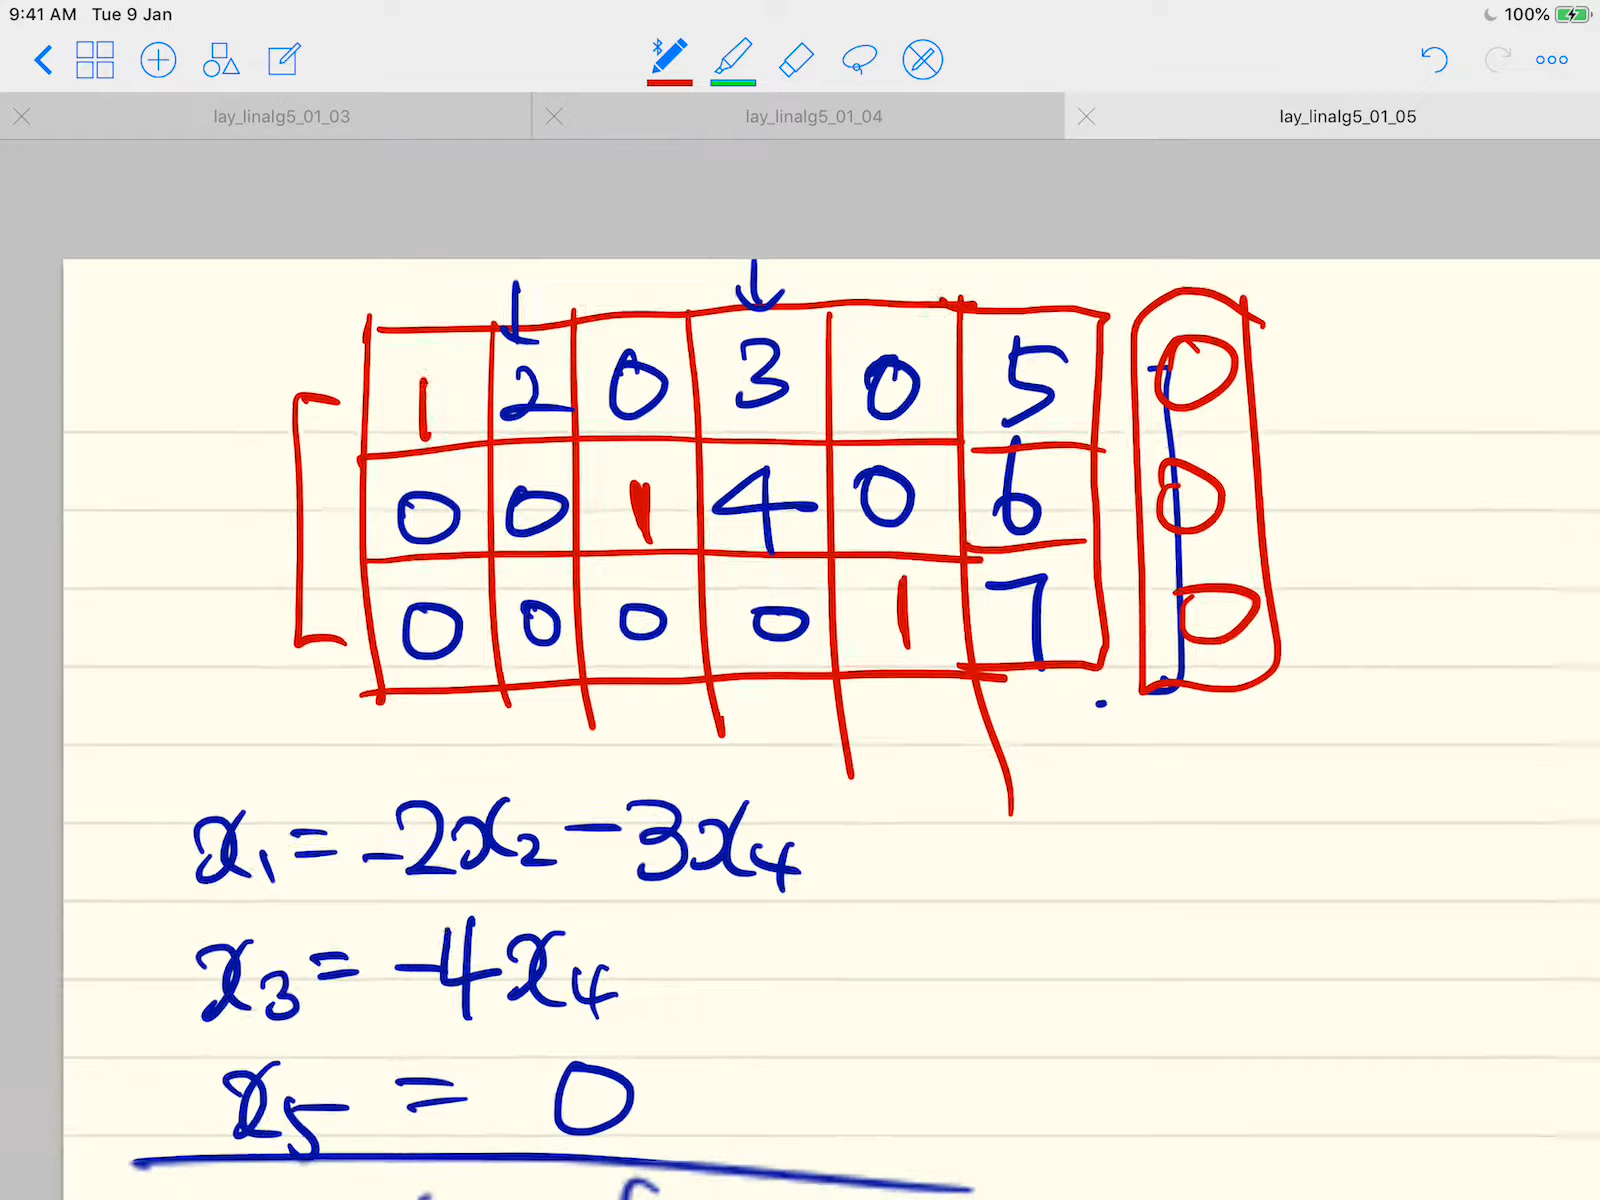 9:41 AM Tue 9 Jan 100%
lay_linalg5_01_03 lay_linalg5_01_04 lay_linalg5_01_05
1 2 0 3 0 5 0
0 0 1 4 0 6 0
0 0 0 0 1 7 0
x₁ = -2x₂ - 3x₄
x₃ = -4x₄
x₅ = 0